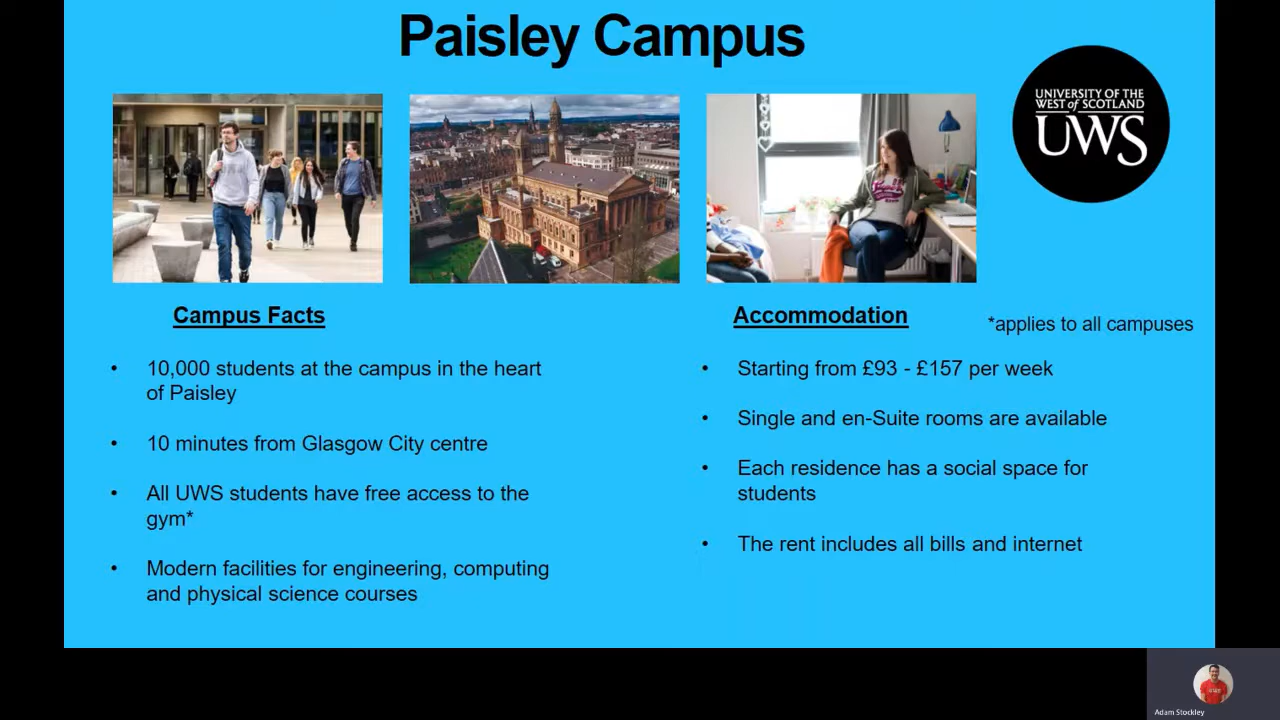 Paisley Campus
UNIVERSITY OF THE
WEST of SCOTLAND
UWS
Campus Facts
• 10,000 students at the campus in the heart
of Paisley
• 10 minutes from Glasgow City centre
• All UWS students have free access to the
gym*
• Modern facilities for engineering, computing
and physical science courses
Accommodation
*applies to all campuses
• Starting from £93 - £157 per week
• Single and en-Suite rooms are available
• Each residence has a social space for
students
• The rent includes all bills and internet
Adam Stockley